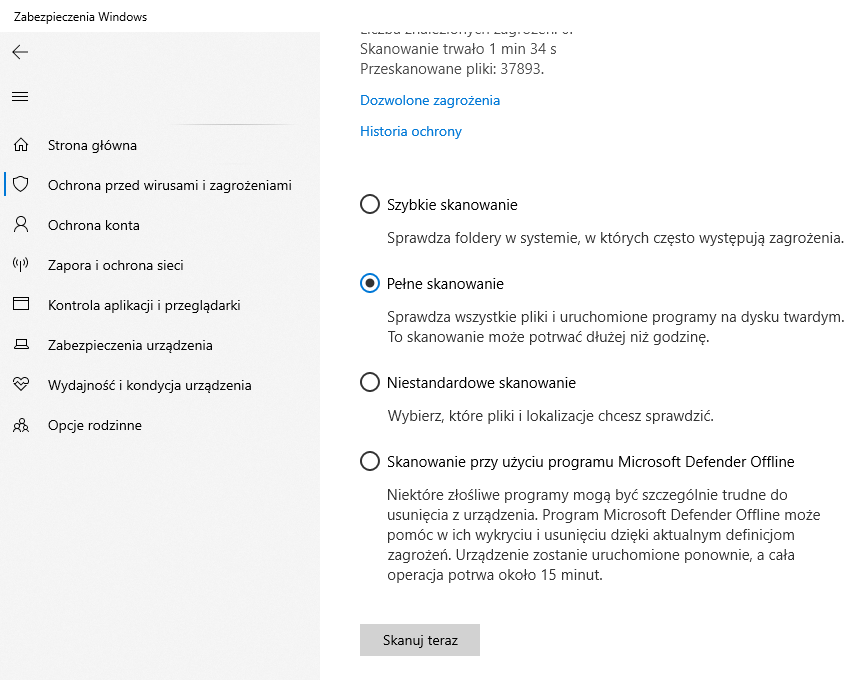 Zabezpieczenia Windows
Strona główna
Ochrona przed wirusami i zagrożeniami
Ochrona konta
Zapora i ochrona sieci
Kontrola aplikacji i przeglądarki
Zabezpieczenia urządzenia
Wydajność i kondycja urządzenia
Opcje rodzinne
Liczba znalezionych zagrożeń: 0.
Skanowanie trwało 1 min 34 s
Przeskanowane pliki: 37893.
Dozwolone zagrożenia
Historia ochrony
Szybkie skanowanie
Sprawdza foldery w systemie, w których często występują zagrożenia.
Pełne skanowanie
Sprawdza wszystkie pliki i uruchomione programy na dysku twardym.
To skanowanie może potrwać dłużej niż godzinę.
Niestandardowe skanowanie
Wybierz, które pliki i lokalizacje chcesz sprawdzić.
Skanowanie przy użyciu programu Microsoft Defender Offline
Niektóre złośliwe programy mogą być szczególnie trudne do
usunięcia z urządzenia. Program Microsoft Defender Offline może
pomóc w ich wykryciu i usunięciu dzięki aktualnym definicjom
zagrożeń. Urządzenie zostanie uruchomione ponownie, a cała
operacja potrwa około 15 minut.
Skanuj teraz